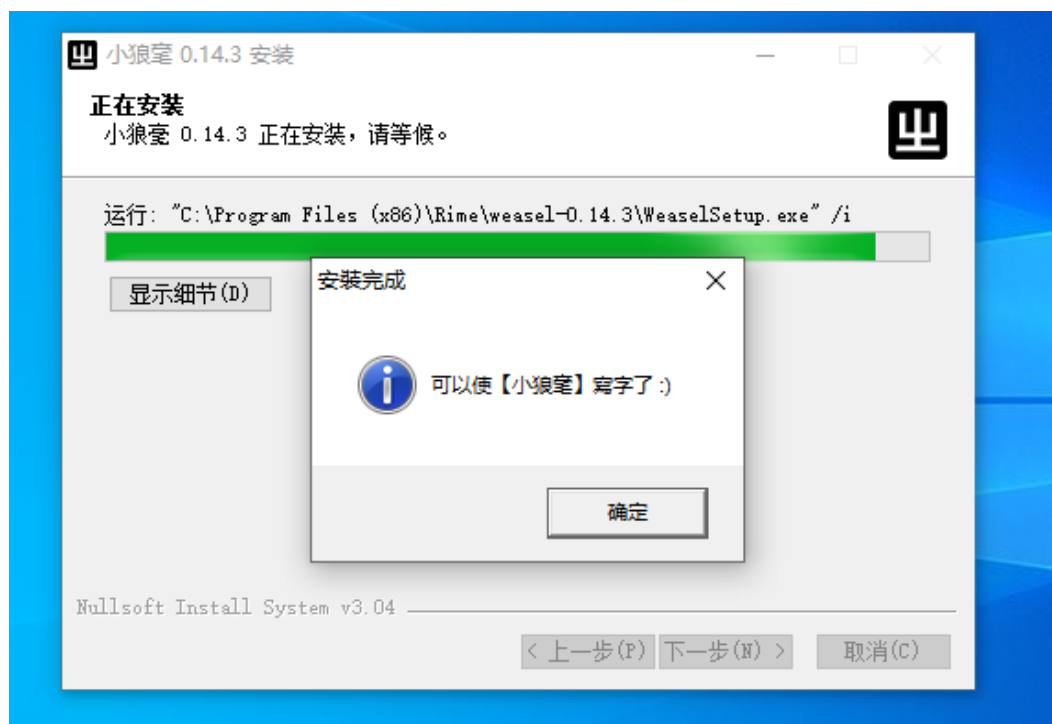 小狼毫 0.14.3 安装
正在安装
小狼毫 0.14.3 正在安装，请等候。
运行: "C:\Program Files (x86)\Rime\weasel-0.14.3\WeaselSetup.exe" /i
显示细节(D)
安装完成
可以使【小狼毫】寫字了 :)
确定
Nullsoft Install System v3.04
< 上一步(P) 下一步(N) > 取消(C)